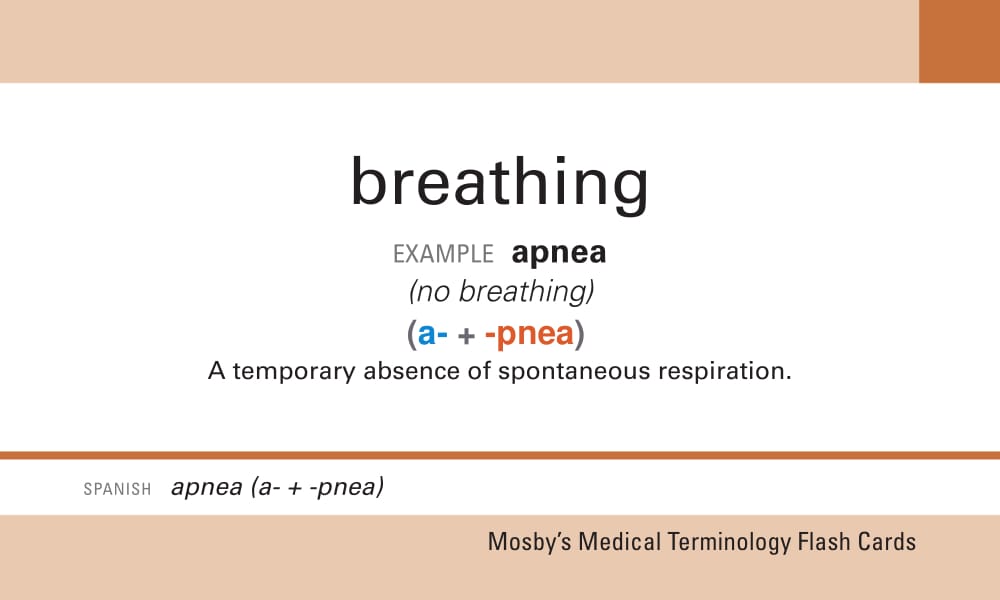 breathing
EXAMPLE apnea
(no breathing)
(a- + -pnea)
A temporary absence of spontaneous respiration.
SPANISH apnea (a- + -pnea)
Mosby’s Medical Terminology Flash Cards